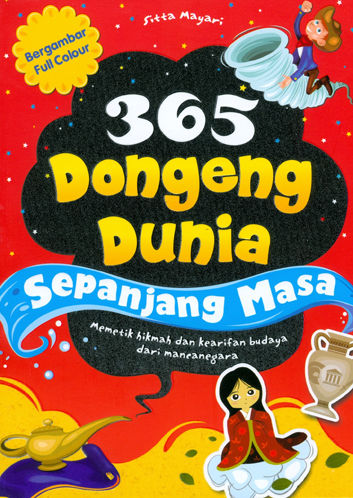 Sitta Mayari
Bergambar
Full Colour
365
Dongeng
Dunia
Sepanjang Masa
Memetik hikmah dan kearifan budaya
dari mancanegara